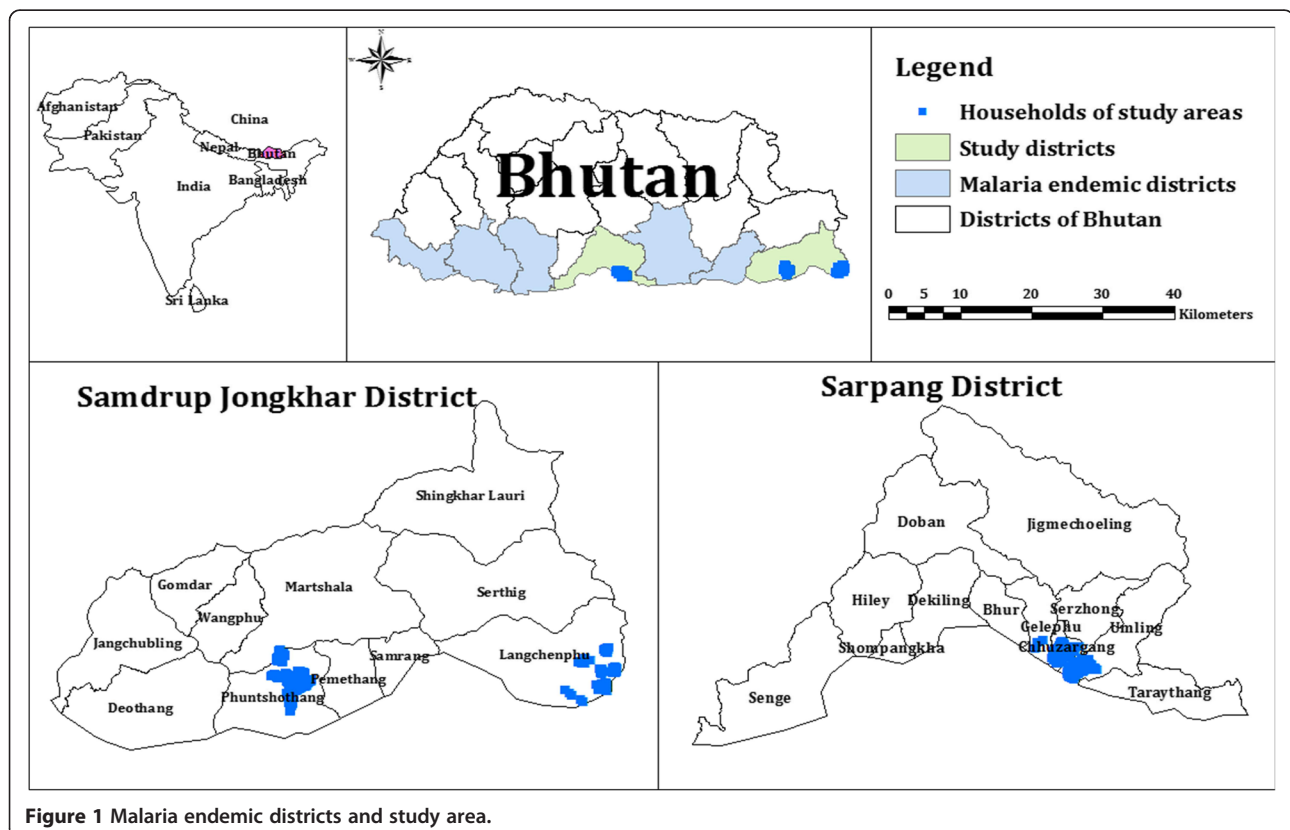 Afghanistan
Pakistan
China
Nepal
Bhutan
India
Bangladesh
Sri Lanka
N
Bhutan
Legend
Households of study areas
Study districts
Malaria endemic districts
Districts of Bhutan
0 5 10 20 30 40
Kilometers
Samdrup Jongkhar District
Shingkhar Lauri
Gomdar
Martshala
Serthig
Wangphu
Jangchubling
Samrang
Langchenphu
Pemethang
Phuntshothang
Deothang
Sarpang District
Doban
Jigmechoeling
Hiley
Dekiling
Bhur
Serzhong
Gelephu
Umling
Shompangkha
Chhuzargang
Senge
Taraythang
Figure 1 Malaria endemic districts and study area.